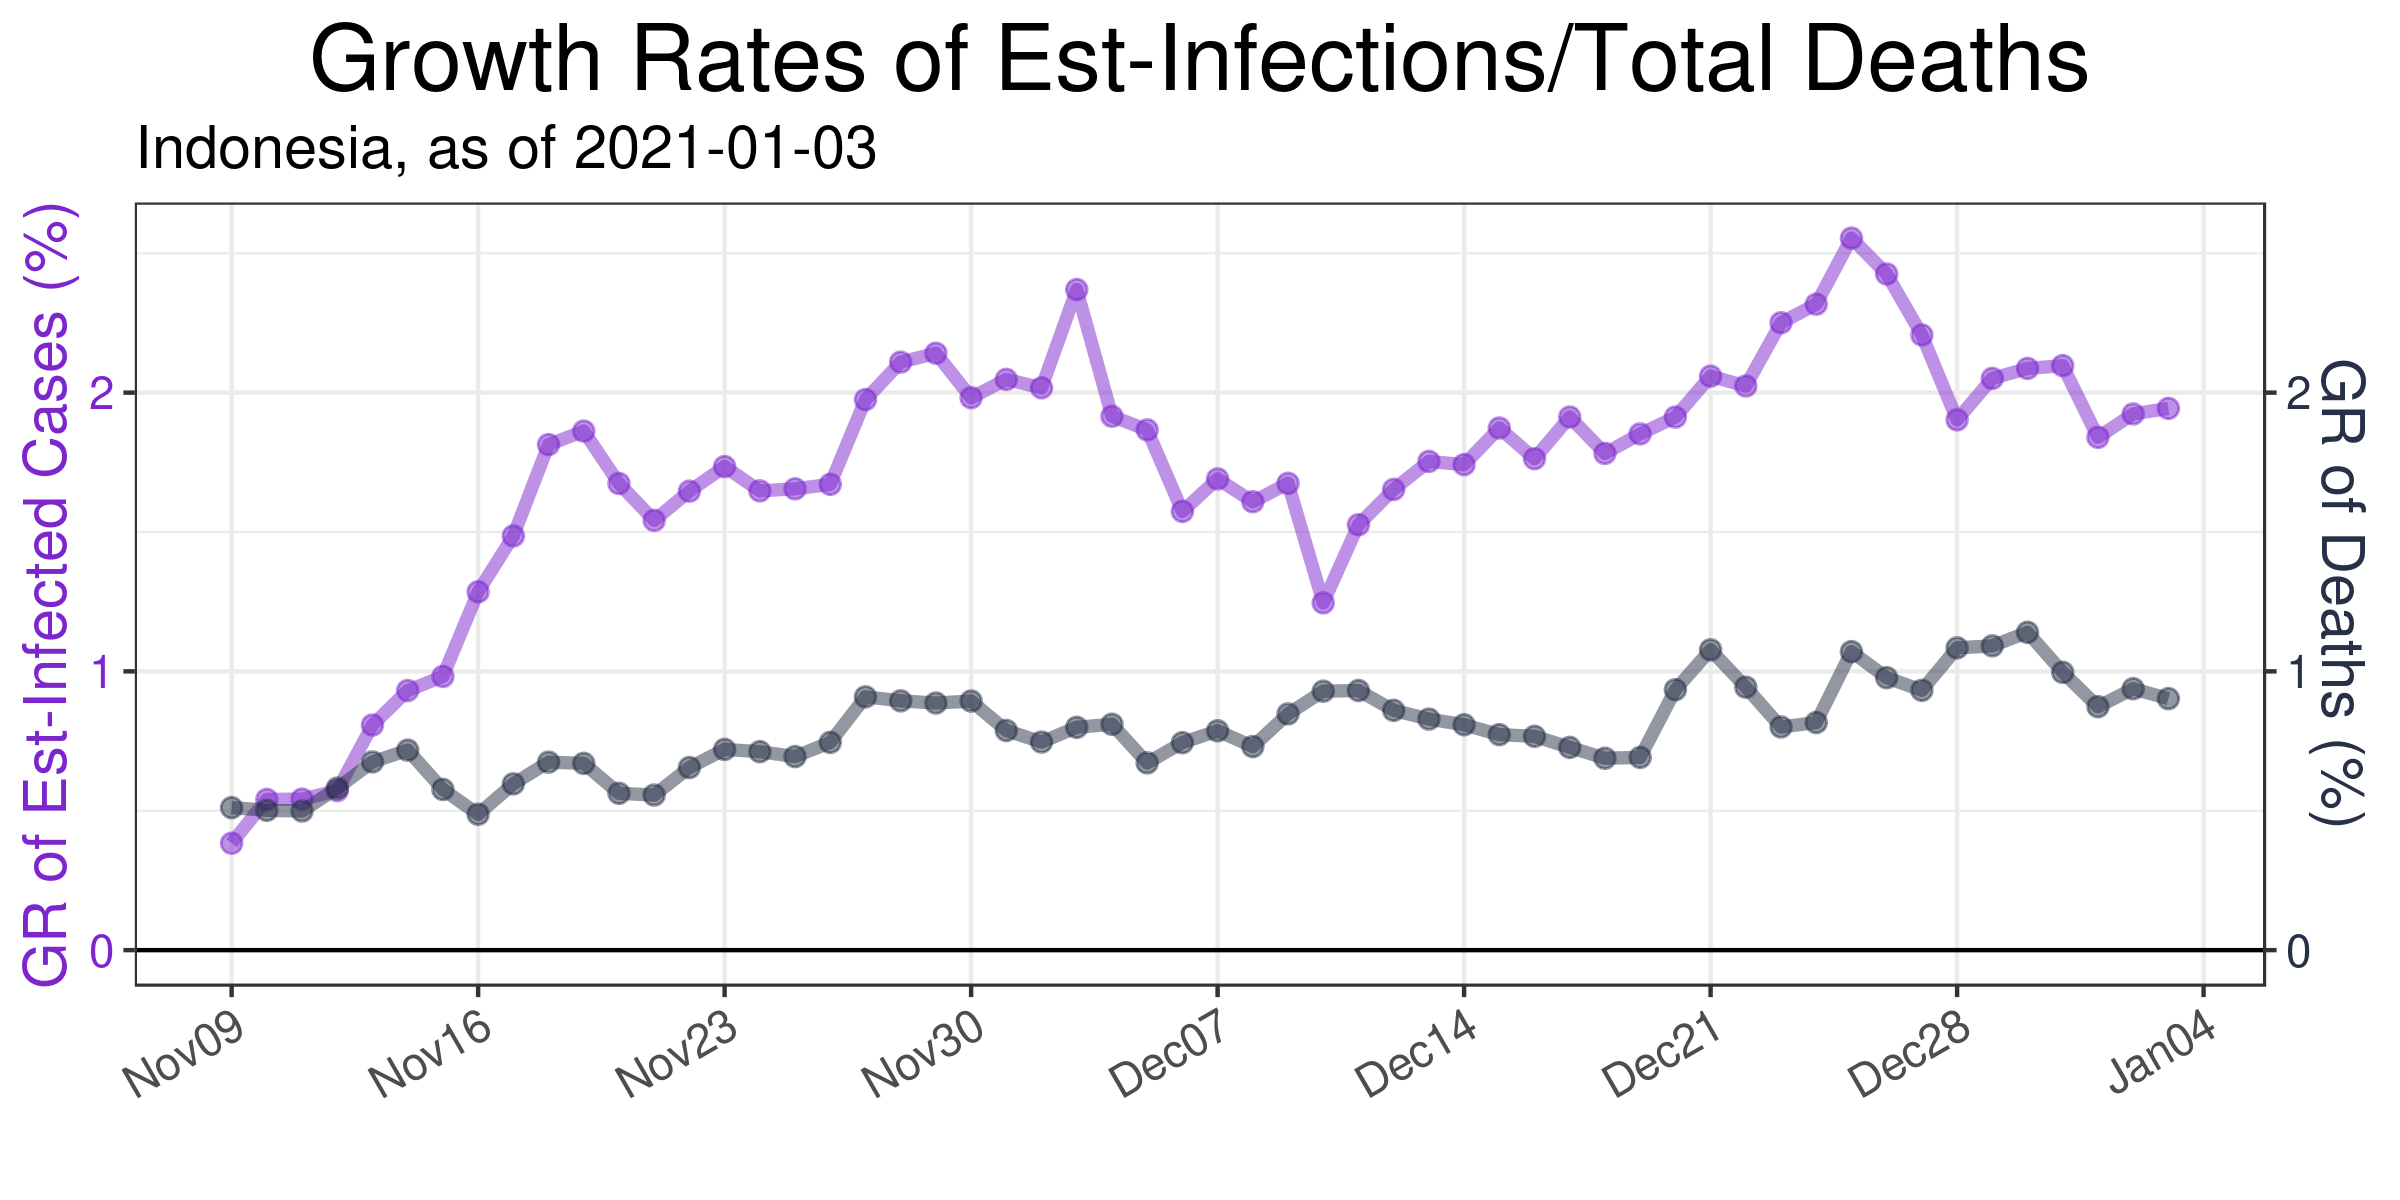 Growth Rates of Est-Infections/Total Deaths
Indonesia, as of 2021-01-03
GR of Est-Infected Cases (%)
2
1
0
2
1
0
GR of Deaths (%)
Nov09
Nov16
Nov23
Nov30
Dec07
Dec14
Dec21
Dec28
Jan04